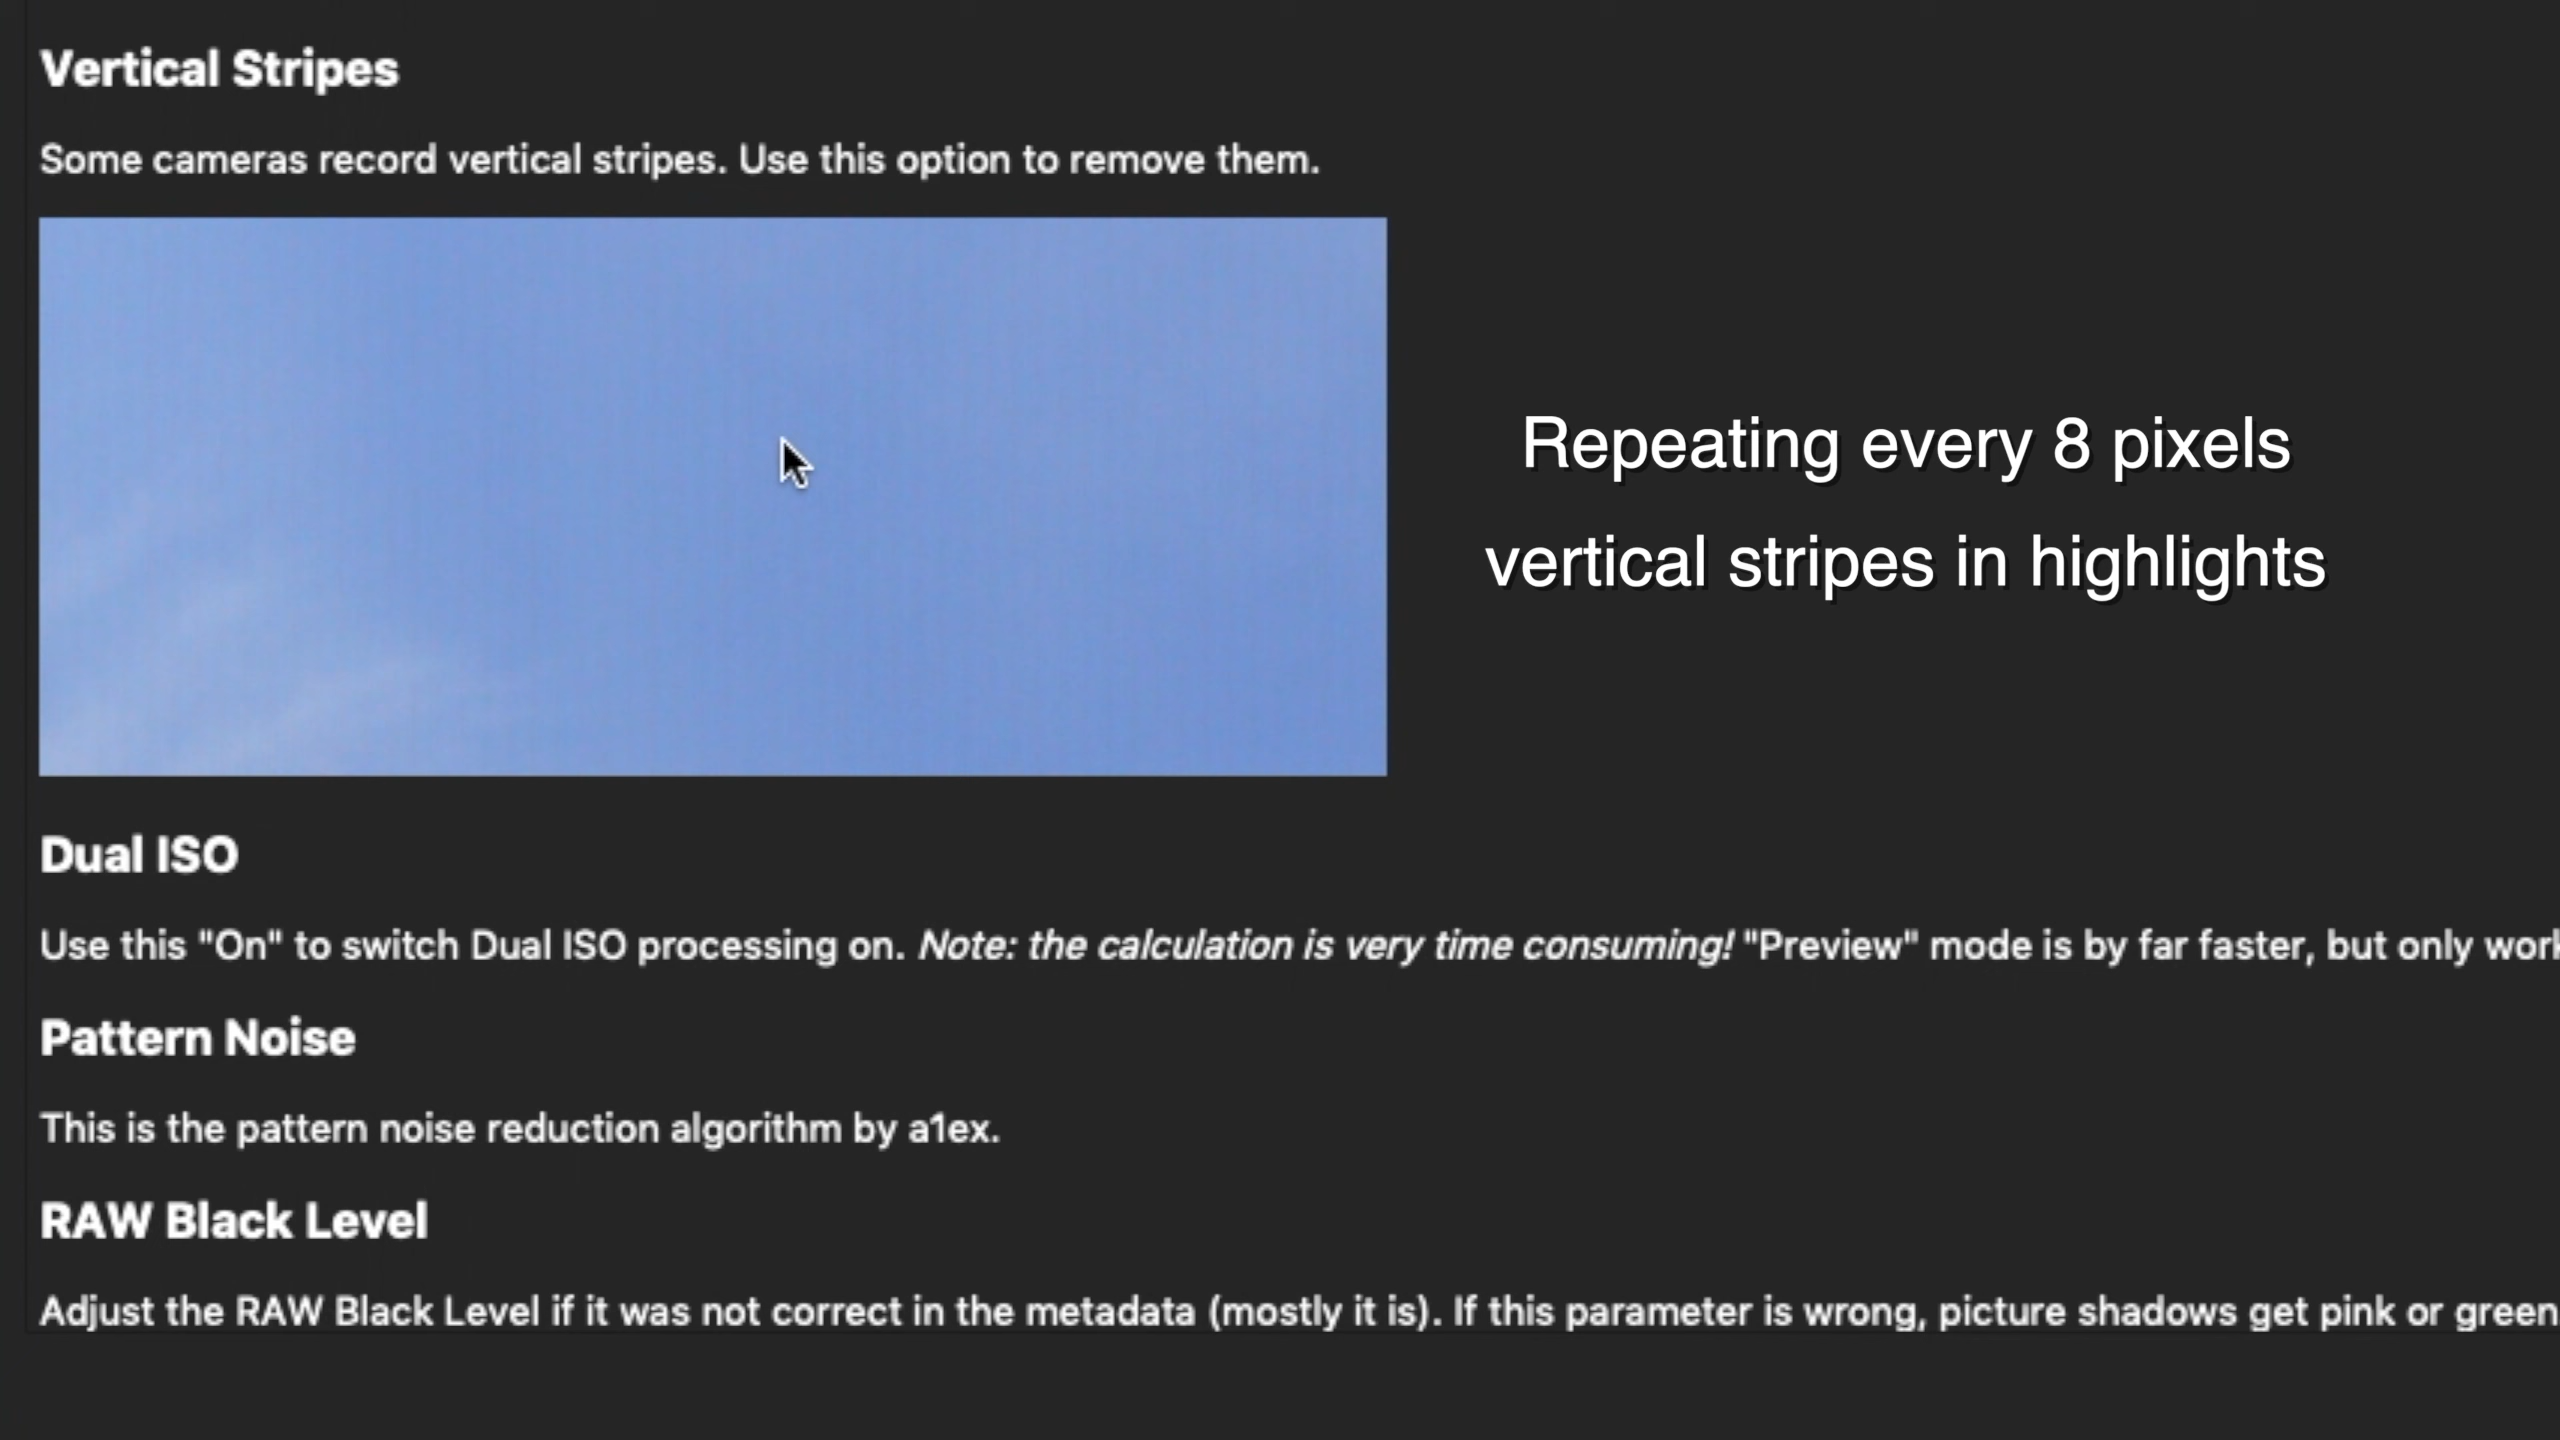 Vertical Stripes
Some cameras record vertical stripes. Use this option to remove them.
Repeating every 8 pixels
vertical stripes in highlights
Dual ISO
Use this "On" to switch Dual ISO processing on. Note: the calculation is very time consuming! "Preview" mode is by far faster, but only
Pattern Noise
This is the pattern noise reduction algorithm by a1ex.
RAW Black Level
Adjust the RAW Black Level if it was not correct in the metadata (mostly it is). If this parameter is wrong, picture shadows get pink or green